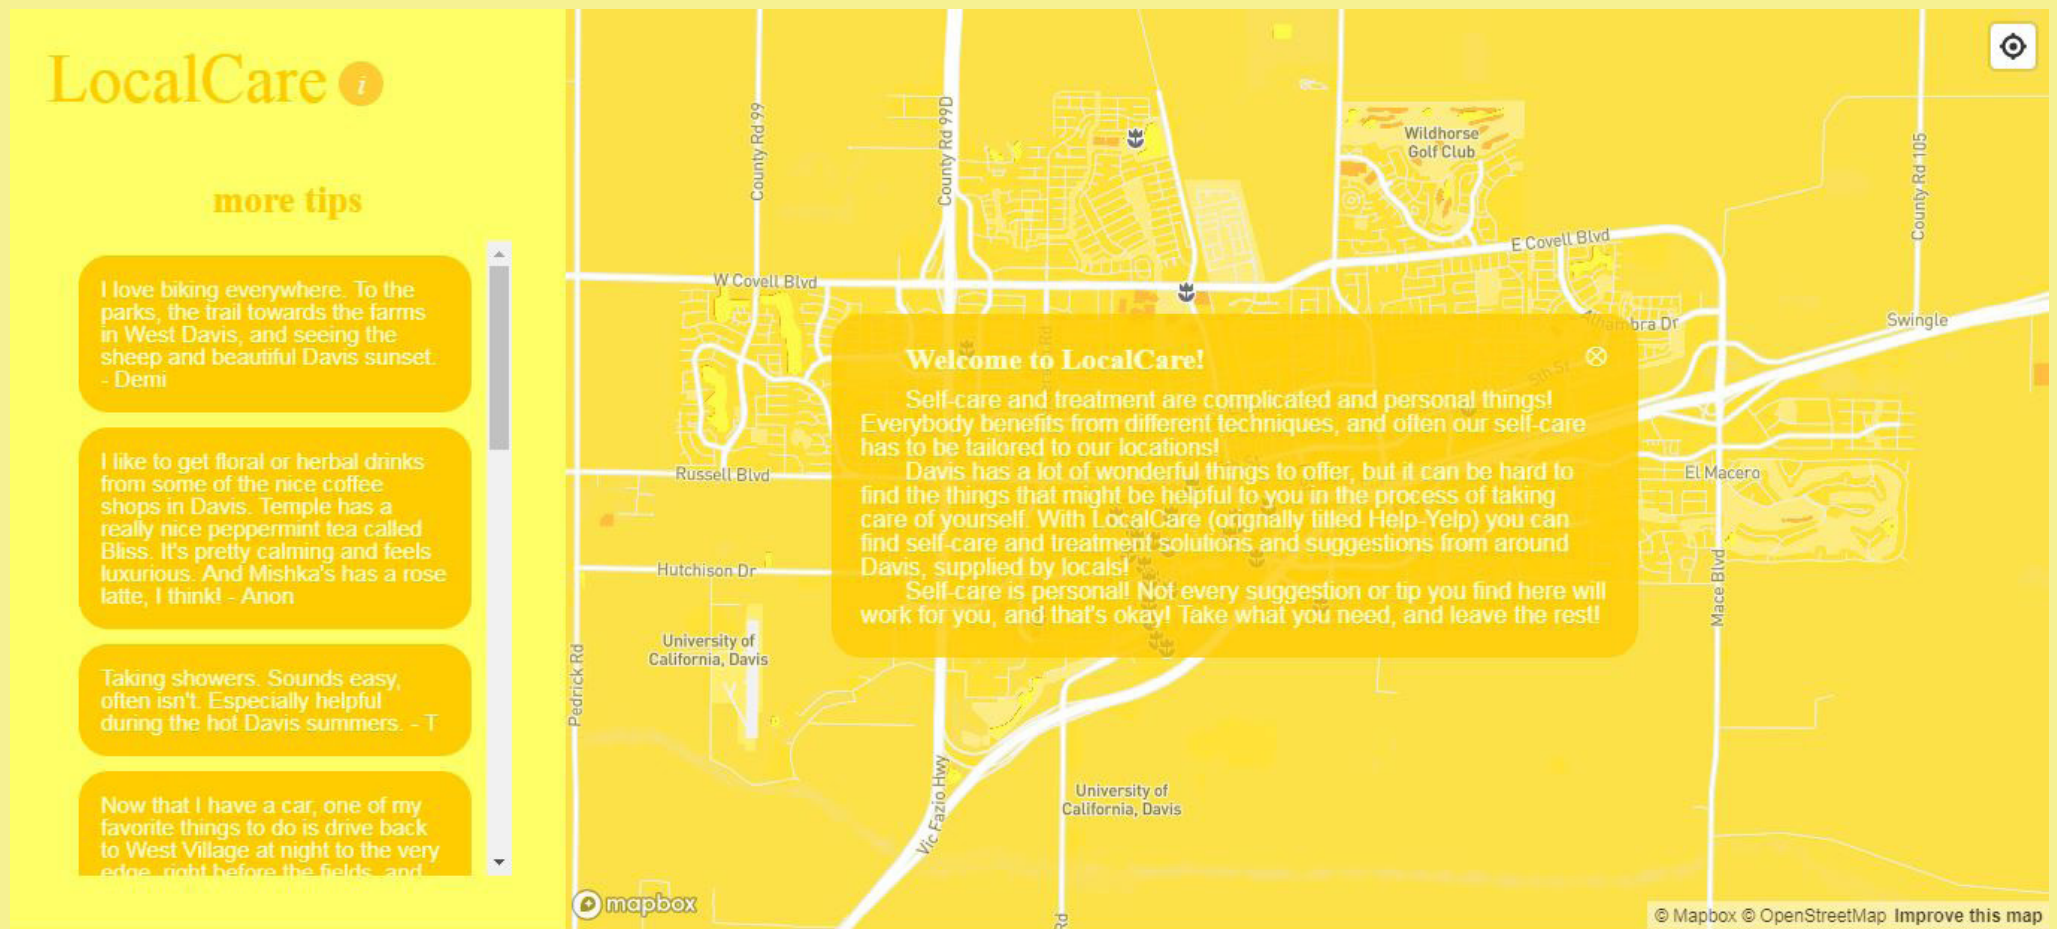 LocalCare i
more tips
I love biking everywhere. To the
parks, the trail towards the farms
in West Davis, and seeing the
sheep and beautiful Davis sunset.
- Demi
I like to get floral or herbal drinks
from some of the nice coffee
shops in Davis. Temple has a
really nice peppermint tea called
Bliss. It's pretty calming and feels
luxurious. And Mishka's has a rose
latte, I think! - Anon
Taking showers. Sounds easy,
often isn't. Especially helpful
during the hot Davis summers. - T
Now that I have a car, one of my
favorite things to do is drive back
to West Village at night to the very
edge, right before the fields, and
County Rd 99
County Rd 99D
Wildhorse
Golf Club
County Rd 105
E Covell Blvd
W Covell Blvd
Alhambra Dr
Swingle
5th St
Russell Blvd
El Macero
Hutchison Dr
Mace Blvd
University of
California, Davis
Pedrick Rd
Vic Fazio Hwy
University of
California, Davis
Rd
Welcome to LocalCare!
Self-care and treatment are complicated and personal things!
Everybody benefits from different techniques, and often our self-care
has to be tailored to our locations!
Davis has a lot of wonderful things to offer, but it can be hard to
find the things that might be helpful to you in the process of taking
care of yourself. With LocalCare (orignally titled Help-Yelp) you can
find self-care and treatment solutions and suggestions from around
Davis, supplied by locals!
Self-care is personal! Not every suggestion or tip you find here will
work for you, and that's okay! Take what you need, and leave the rest!
mapbox
© Mapbox © OpenStreetMap Improve this map